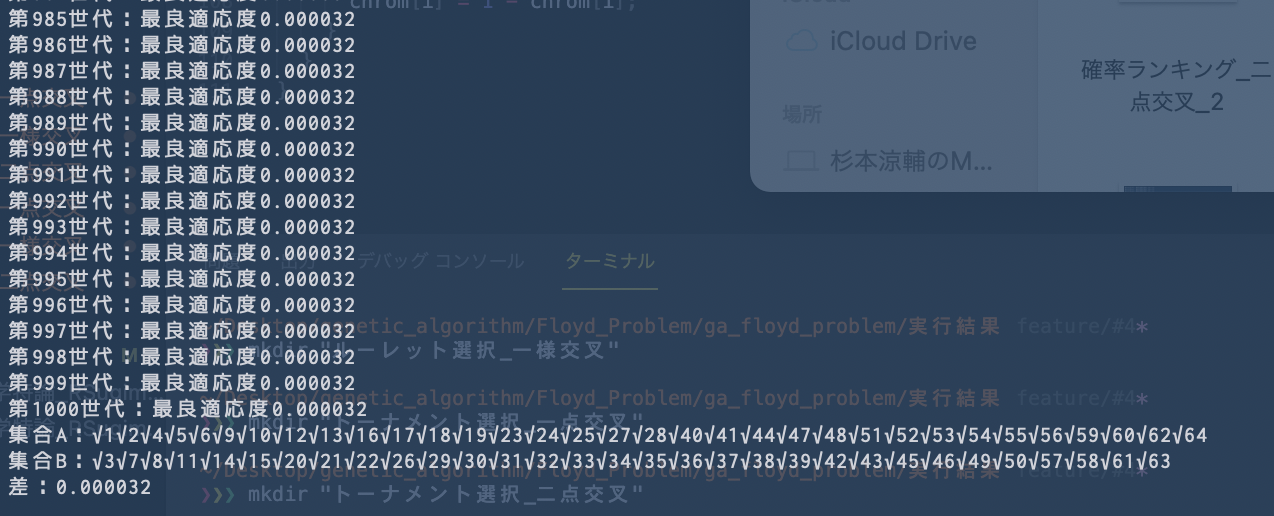 chrom[i] = 1 - chrom[i];
第985世代：最良適応度0.000032
第986世代：最良適応度0.000032
第987世代：最良適応度0.000032
第988世代：最良適応度0.000032
第989世代：最良適応度0.000032
第990世代：最良適応度0.000032
第991世代：最良適応度0.000032
第992世代：最良適応度0.000032
第993世代：最良適応度0.000032
第994世代：最良適応度0.000032
第995世代：最良適応度0.000032
第996世代：最良適応度0.000032
第997世代：最良適応度0.000032
第998世代：最良適応度0.000032
第999世代：最良適応度0.000032
第1000世代：最良適応度0.000032
集合A：√1√2√4√5√6√9√10√12√13√16√17√18√19√23√24√25√27√28√40√41√44√47√48√51√52√53√54√55√56√59√60√62√64
集合B：√3√7√8√11√14√15√20√21√22√26√29√30√31√32√33√34√35√36√37√38√39√42√43√45√46√49√50√57√58√61√63
差：0.000032
iCloud Drive
場所
杉本涼輔のM...
確率ランキング_二
点交叉_2
デバッグ コンソール
ターミナル
~/Desktop/genetic_algorithm/Floyd_Problem/ga_floyd_problem/実行結果 feature/#4*
❯❯❯ mkdir "ルーレット選択_一様交叉"
~/Desktop/genetic_algorithm/Floyd_Problem/ga_floyd_problem/実行結果 feature/#4*
❯❯❯ mkdir "トーナメント選択_一点交叉"
~/Desktop/genetic_algorithm/Floyd_Problem/ga_floyd_problem/実行結果 feature/#4*
❯❯❯ mkdir "トーナメント選択_二点交叉"